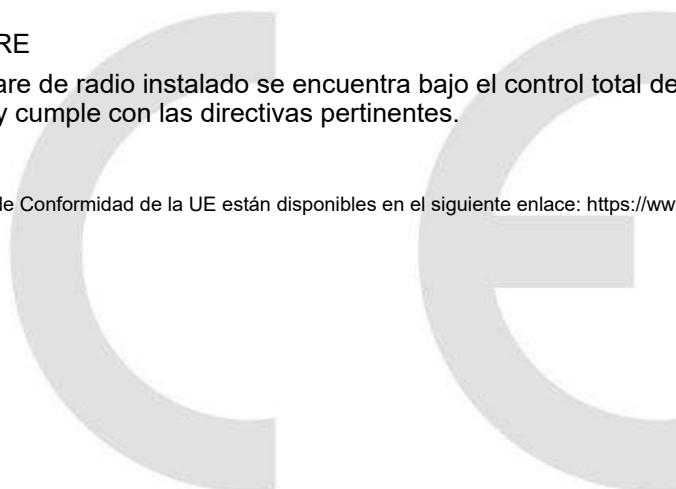 RE
are de radio instalado se encuentra bajo el control total de
y cumple con las directivas pertinentes.
de Conformidad de la UE están disponibles en el siguiente enlace: https://ww
CE